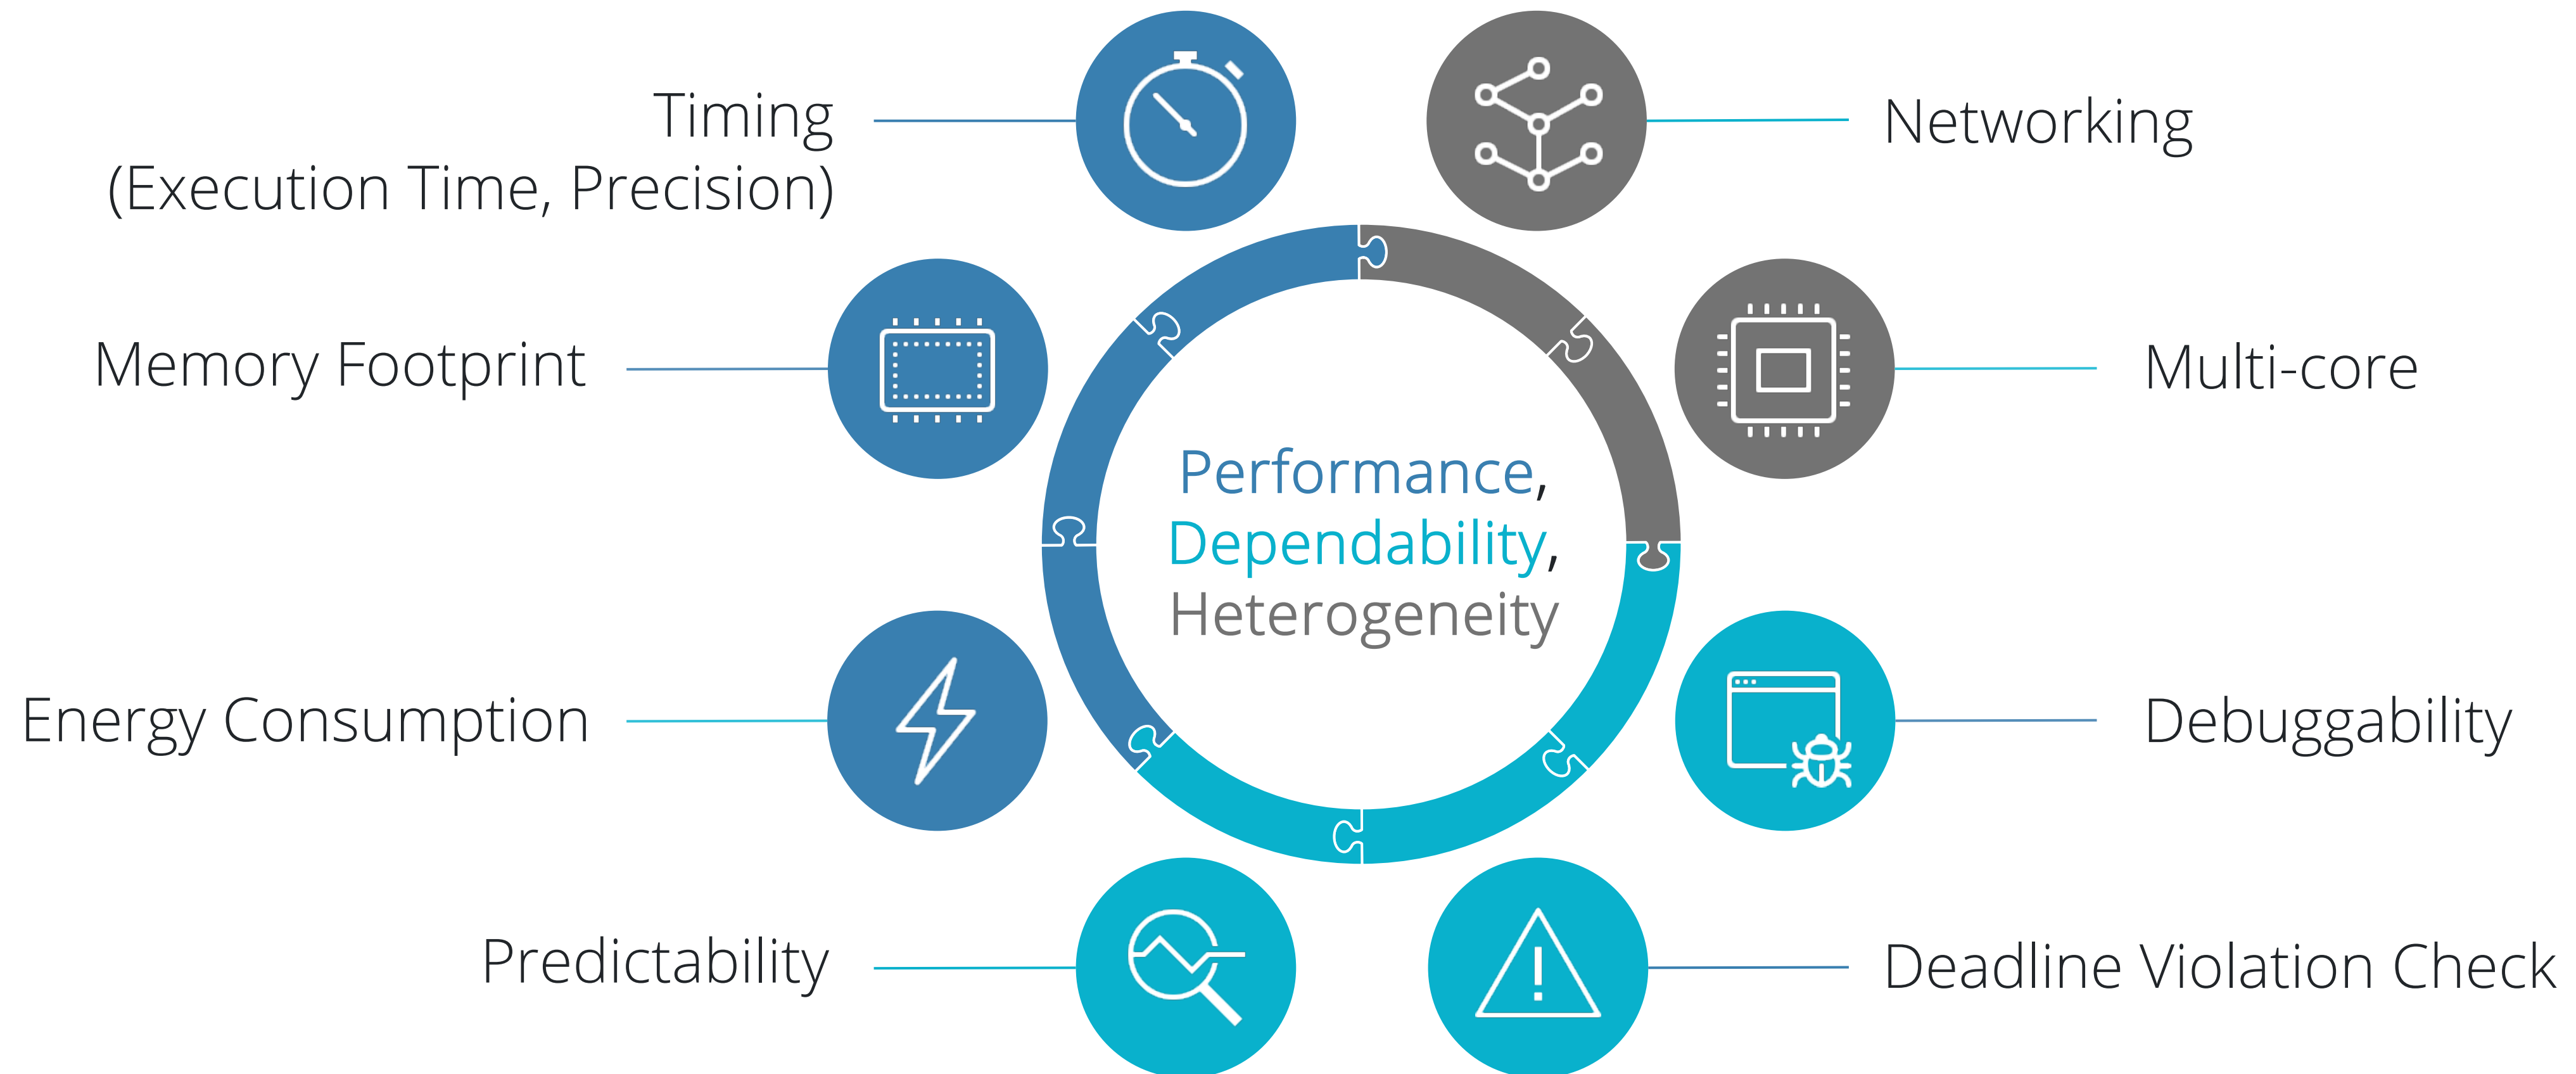 Timing
(Execution Time, Precision)
Networking
Memory Footprint
Multi-core
Performance,
Dependability,
Heterogeneity
Energy Consumption
Debuggability
Predictability
Deadline Violation Check